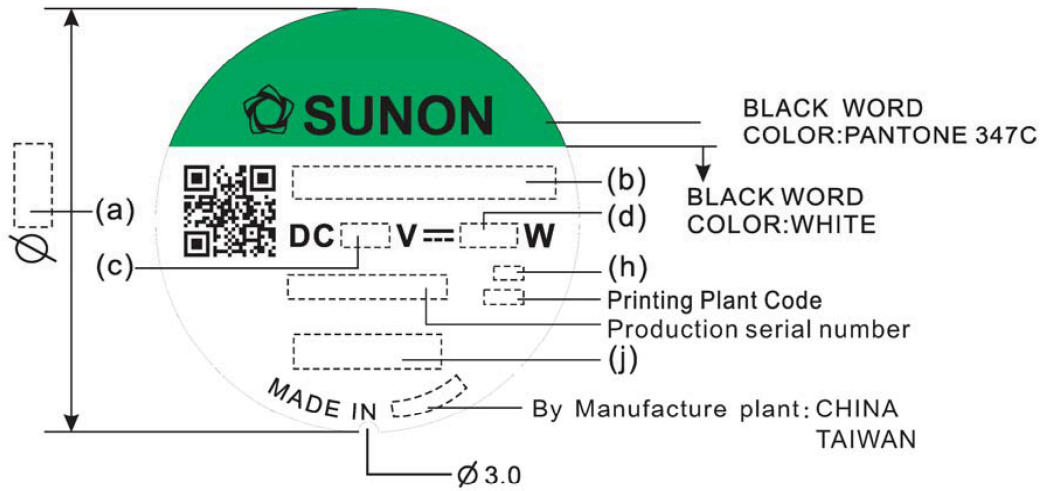 SUNON
BLACK WORD
COLOR:PANTONE 347C
BLACK WORD
COLOR:WHITE
(a)
Ø
(b)
(d)
DC V W
(c)
(h)
Printing Plant Code
Production serial number
(j)
MADE IN
By Manufacture plant: CHINA
TAIWAN
Ø 3.0